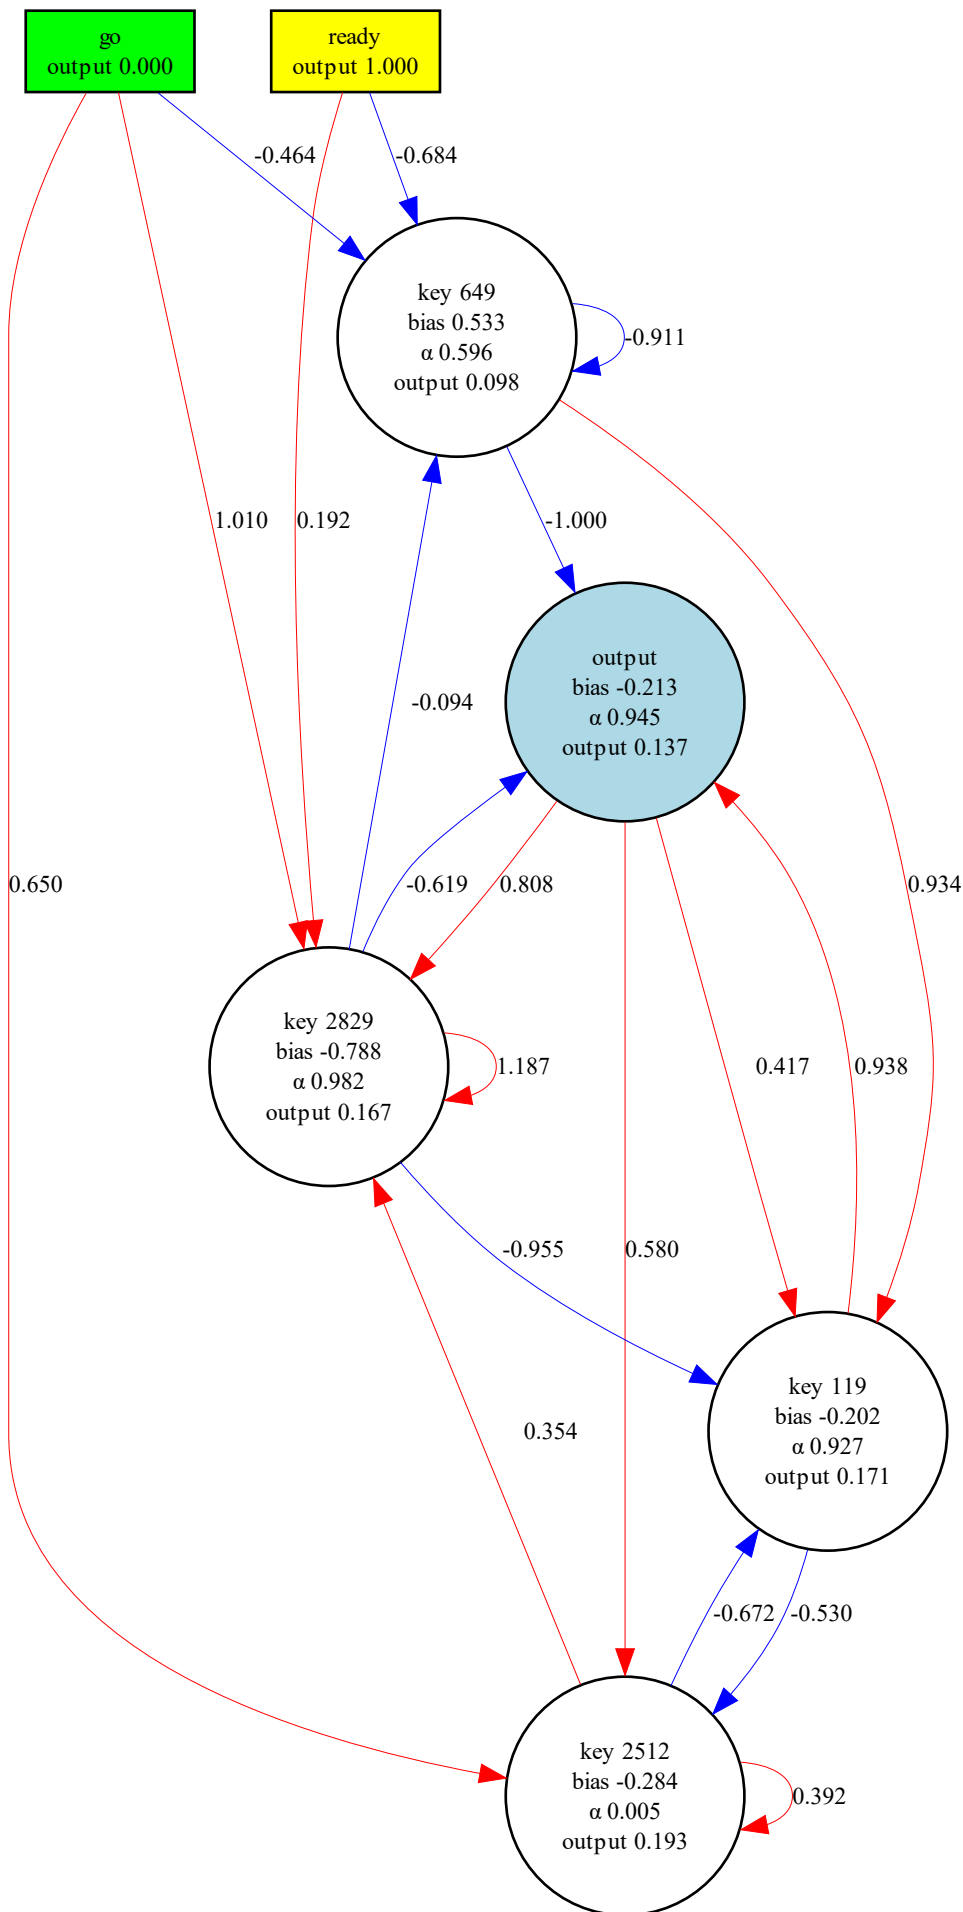 go
output 0.000
ready
output 1.000
-0.464
-0.684
key 649
bias 0.533
α 0.596
output 0.098
-0.911
1.010
0.192
-1.000
output
bias -0.213
α 0.945
output 0.137
-0.094
0.650
-0.619
0.808
0.934
key 2829
bias -0.788
α 0.982
output 0.167
1.187
0.417
0.938
-0.955
0.580
key 119
bias -0.202
α 0.927
output 0.171
0.354
-0.672
-0.530
key 2512
bias -0.284
α 0.005
output 0.193
0.392